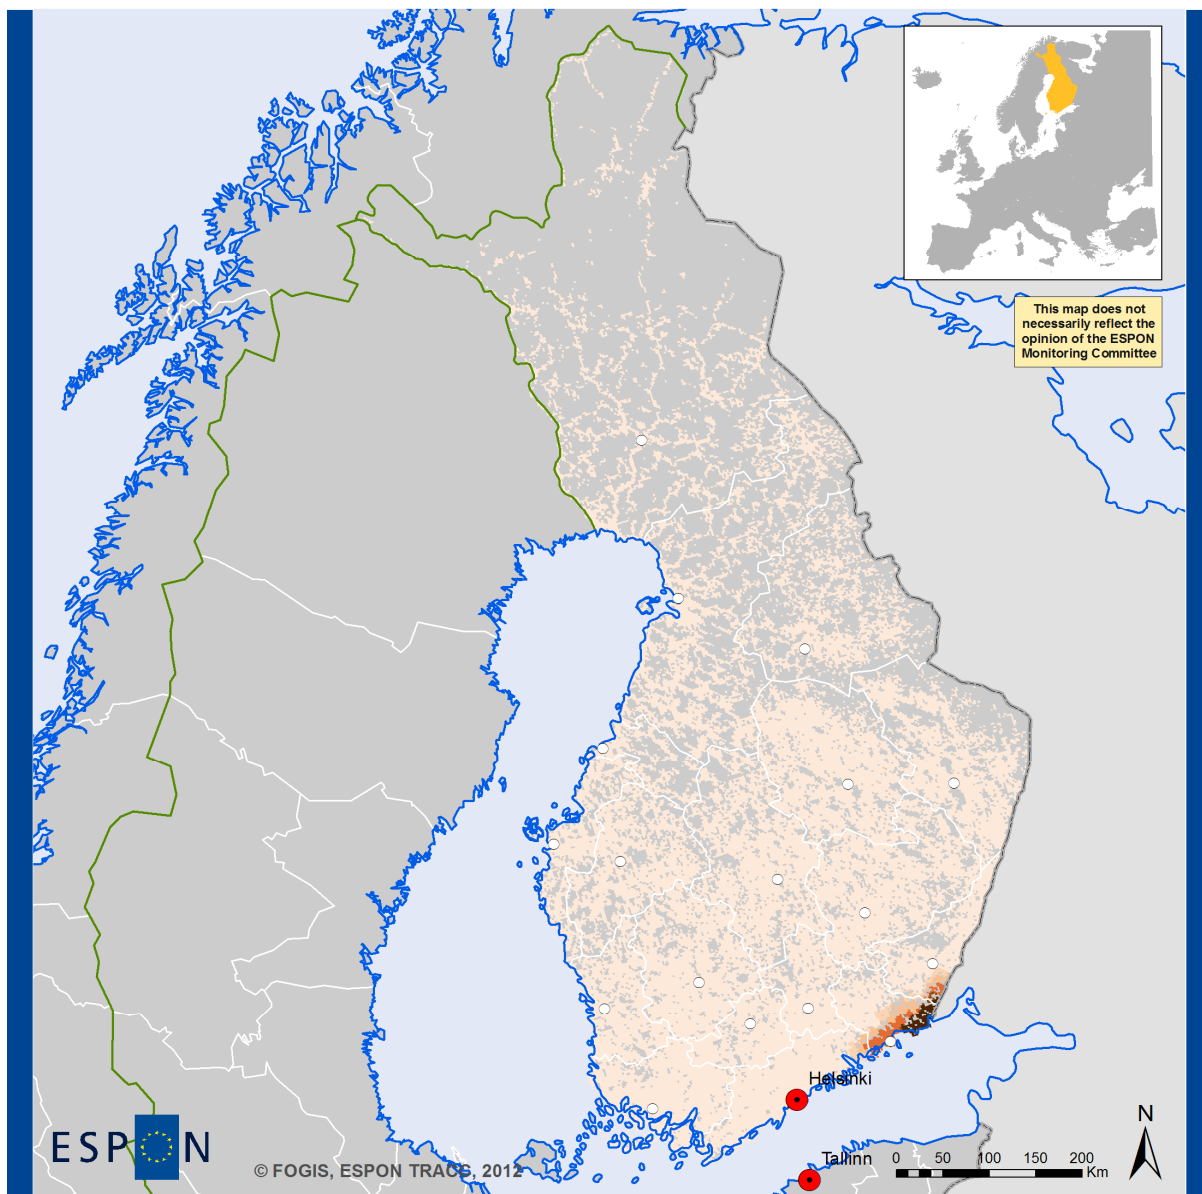 This map does not
necessarily reflect the
opinion of the ESPON
Monitoring Committee
Helsinki
Tallinn
N
0 50 100 150 200
Km
ESPON
© FOGIS, ESPON TRACC, 2012